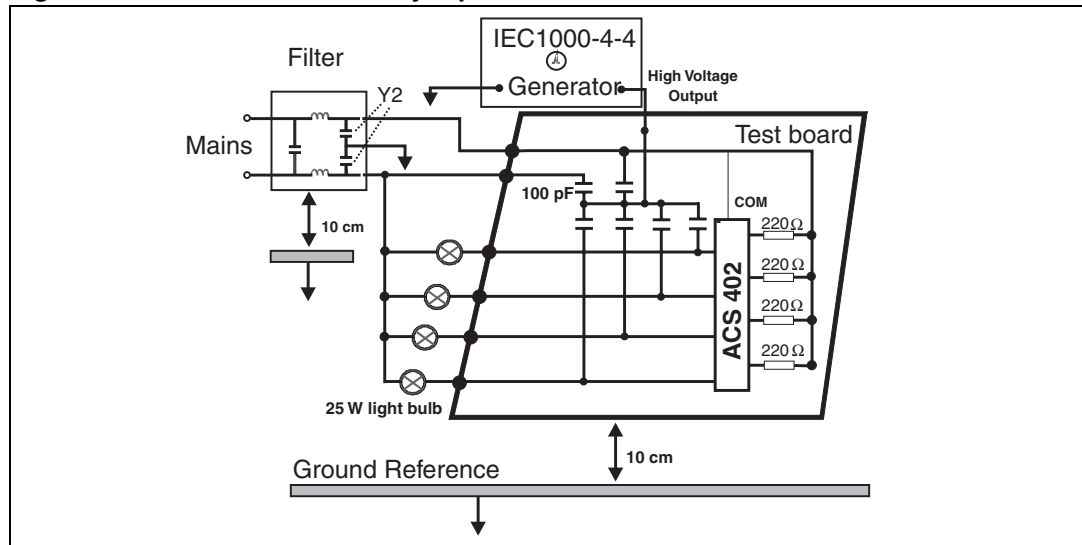 IEC1000-4-4
Generator
High Voltage
Output
Filter
Y2
Mains
Test board
100 pF
COM
10 cm
220 Ω
220 Ω
220 Ω
220 Ω
ACS 402
25 W light bulb
10 cm
Ground Reference